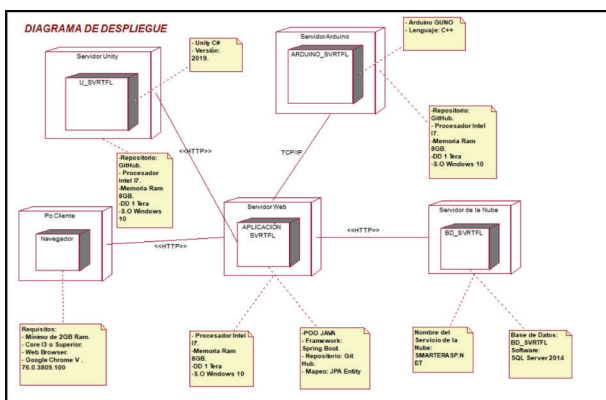 DIAGRAMA DE DESPLIEGUE
Servidor Unity
U_SVRTFL
- Unity C#
- Versión:
2019.
Servidor Arduino
ARDUINO_SVRTFL
- Arduino GUNO
- Lenguaje: C++
-Repositorio:
GitHub.
- Procesador
Intel I7.
-Memoria Ram
8GB.
-DD 1 Tera
-S.O Windows
10
<<HTTP>>
TCP/IP
-Repositorio:
GitHub.
- Procesador Intel
I7.
-Memoria Ram
8GB.
-DD 1 Tera
-S.O Windows 10
Pc Cliente
Navegador
<<HTTP>>
Servidor Web
APLICACIÓN
SVRTFL
<<HTTP>>
Servidor de la Nube
BD_SVRTFL
Requisitos:
- Mínimo de 2GB Ram.
- Core I3 o Superior.
- Web Browser.
- Google Chrome V .
76.0.3809.100
- Procesador Intel
I7.
-Memoria Ram
8GB.
-DD 1 Tera
-S.O Windows 10
-POO JAVA
- Framework:
Spring Boot.
- Repositorio: Git
Hub.
- Mapeo: JPA Entity
Nombre del
Servicio de la
Nube:
SMARTERASP.N
ET
Base de Datos:
BD_SVRTFL
Software:
SQL Server 2014